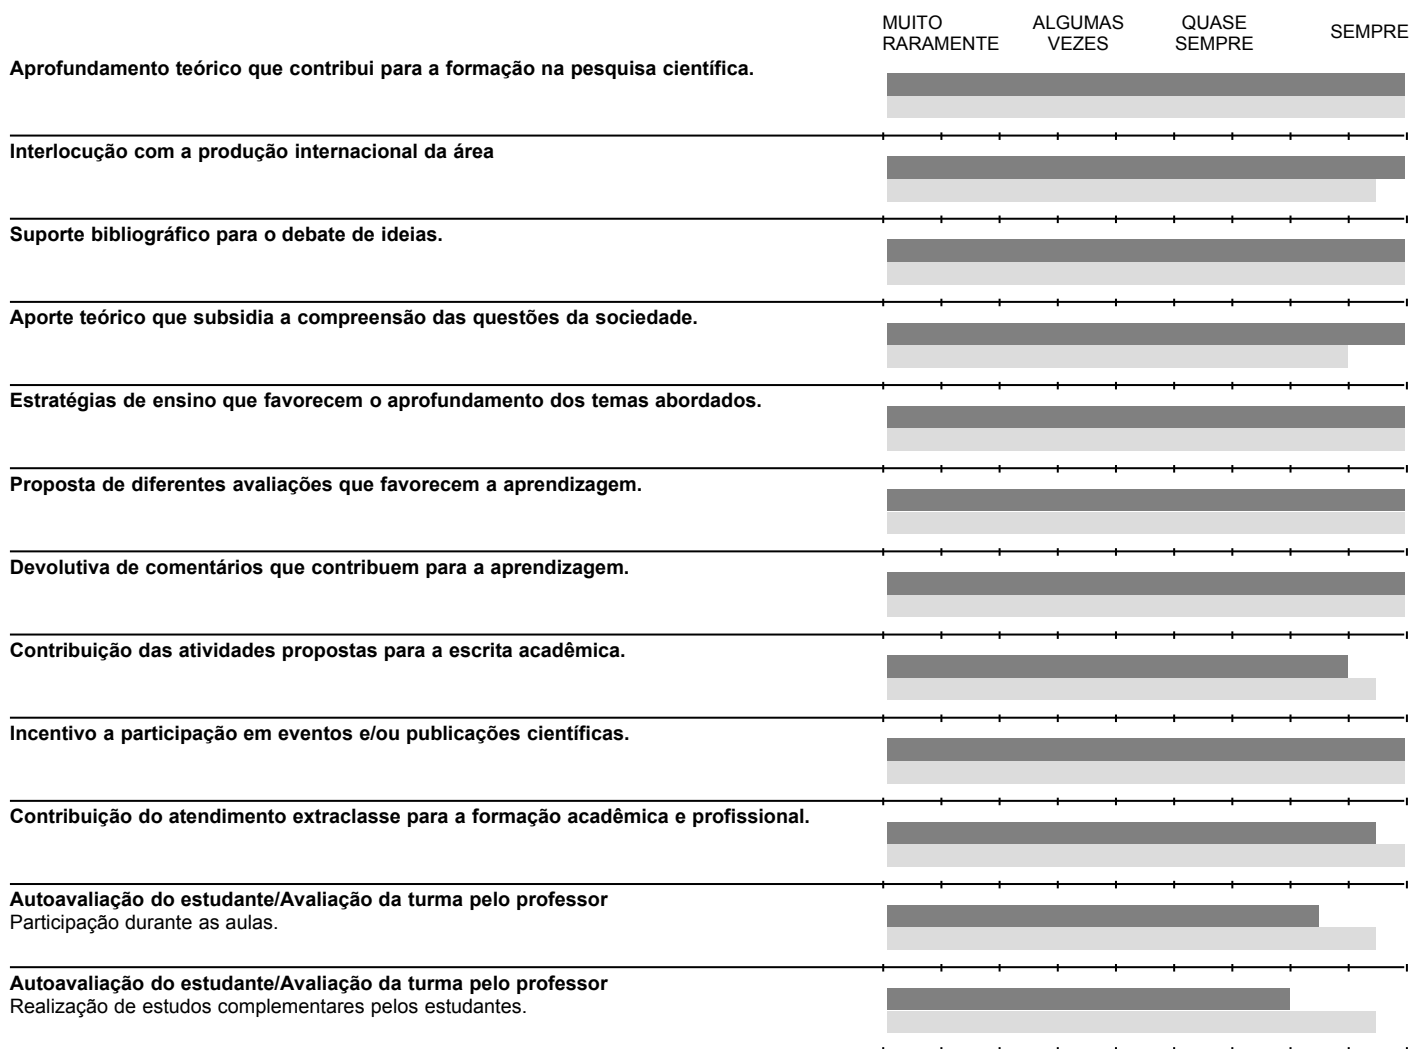 MUITO RARAMENTE
ALGUMAS VEZES
QUASE SEMPRE
SEMPRE
Aprofundamento teórico que contribui para a formação na pesquisa científica.
Interlocução com a produção internacional da área
Suporte bibliográfico para o debate de ideias.
Aporte teórico que subsidia a compreensão das questões da sociedade.
Estratégias de ensino que favorecem o aprofundamento dos temas abordados.
Proposta de diferentes avaliações que favorecem a aprendizagem.
Devolutiva de comentários que contribuem para a aprendizagem.
Contribuição das atividades propostas para a escrita acadêmica.
Incentivo a participação em eventos e/ou publicações científicas.
Contribuição do atendimento extraclasse para a formação acadêmica e profissional.
Autoavaliação do estudante/Avaliação da turma pelo professor
Participação durante as aulas.
Autoavaliação do estudante/Avaliação da turma pelo professor
Realização de estudos complementares pelos estudantes.